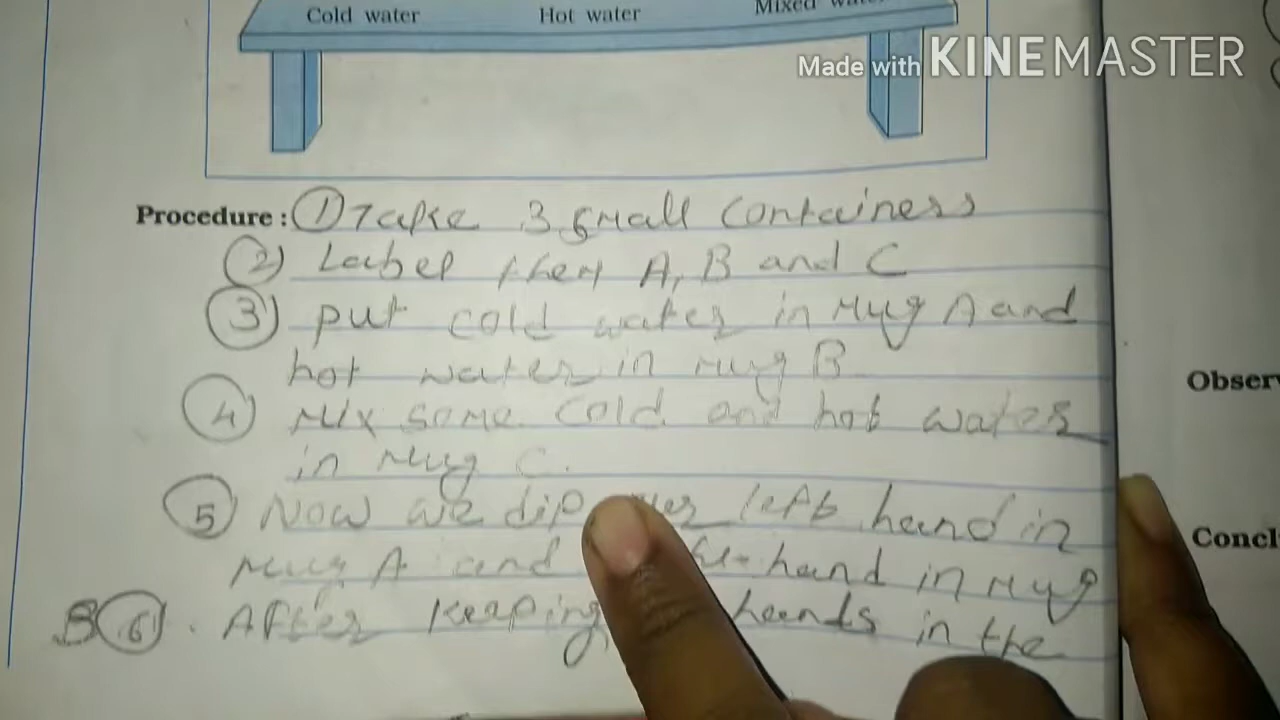 Cold water Hot water Mixed water
Made with KINEMASTER
Procedure : ① Take 3 small containers
② Label them A, B and C
③ put cold water in Mug A and
hot water in mug B
④ Mix some cold and hot water
in Mug C.
⑤ Now we dip left hand in
Mug A and hand in Mug
B ⑥. After keeping hands in the
Obser
Concl